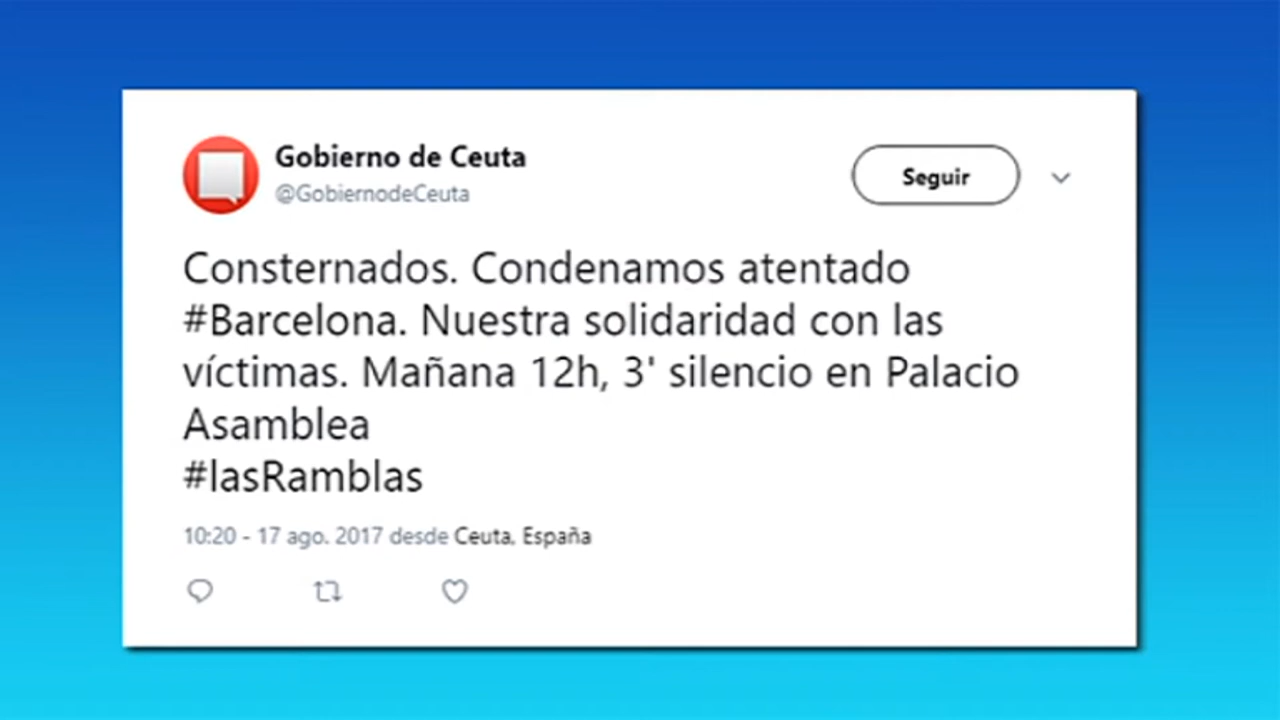 Gobierno de Ceuta
@GobiernodeCeuta
Seguir
Consternados. Condenamos atentado
#Barcelona. Nuestra solidaridad con las
víctimas. Mañana 12h, 3' silencio en Palacio
Asamblea
#lasRamblas
10:20 - 17 ago. 2017 desde Ceuta, España